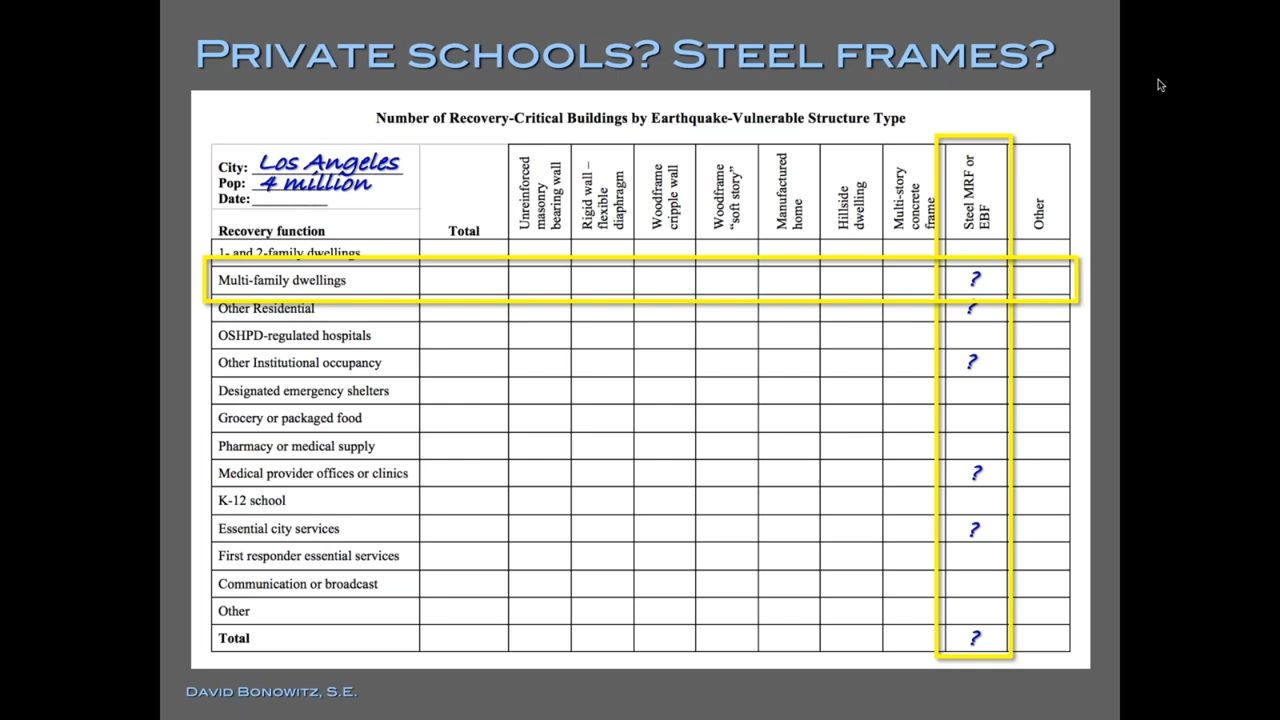 PRIVATE SCHOOLS? STEEL FRAMES?
Number of Recovery-Critical Buildings by Earthquake-Vulnerable Structure Type
City: Los Angeles
Pop: 4 million
Date:
Recovery function
Total
Unreinforced masonry bearing wall
Rigid wall – flexible diaphragm
Woodframe cripple wall
Woodframe “soft story”
Manufactured home
Hillside dwelling
Multi-story concrete frame
Steel MRF or EBF
Other
1- and 2-family dwellings
Multi-family dwellings ?
Other Residential ?
OSHPD-regulated hospitals
Other Institutional occupancy ?
Designated emergency shelters
Grocery or packaged food
Pharmacy or medical supply
Medical provider offices or clinics ?
K-12 school
Essential city services ?
First responder essential services
Communication or broadcast
Other
Total ?
DAVID BONOWITZ, S.E.